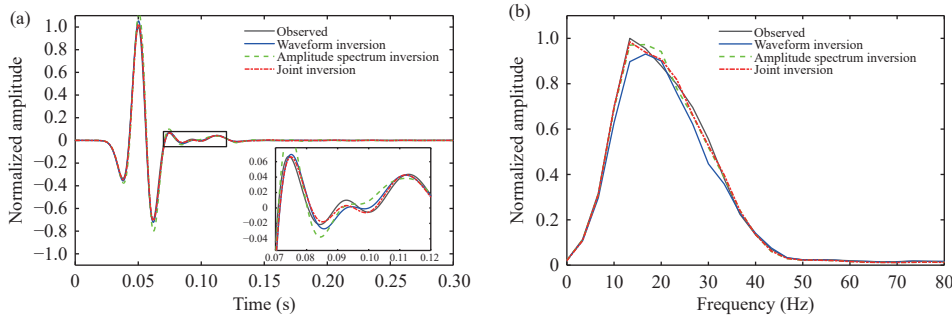 (a)
Normalized amplitude
1.0
0.8
0.6
0.4
0.2
0
−0.2
−0.4
−0.6
−0.8
−1.0
Observed
Waveform inversion
Amplitude spectrum inversion
Joint inversion
0.06
0.04
0.02
0
−0.02
−0.04
0.07 0.08 0.09 0.10 0.11 0.12
0 0.05 0.10 0.15 0.20 0.25 0.30
Time (s)
(b)
Normalized amplitude
1.0
0.8
0.6
0.4
0.2
0
Observed
Waveform inversion
Amplitude spectrum inversion
Joint inversion
0 10 20 30 40 50 60 70 80
Frequency (Hz)